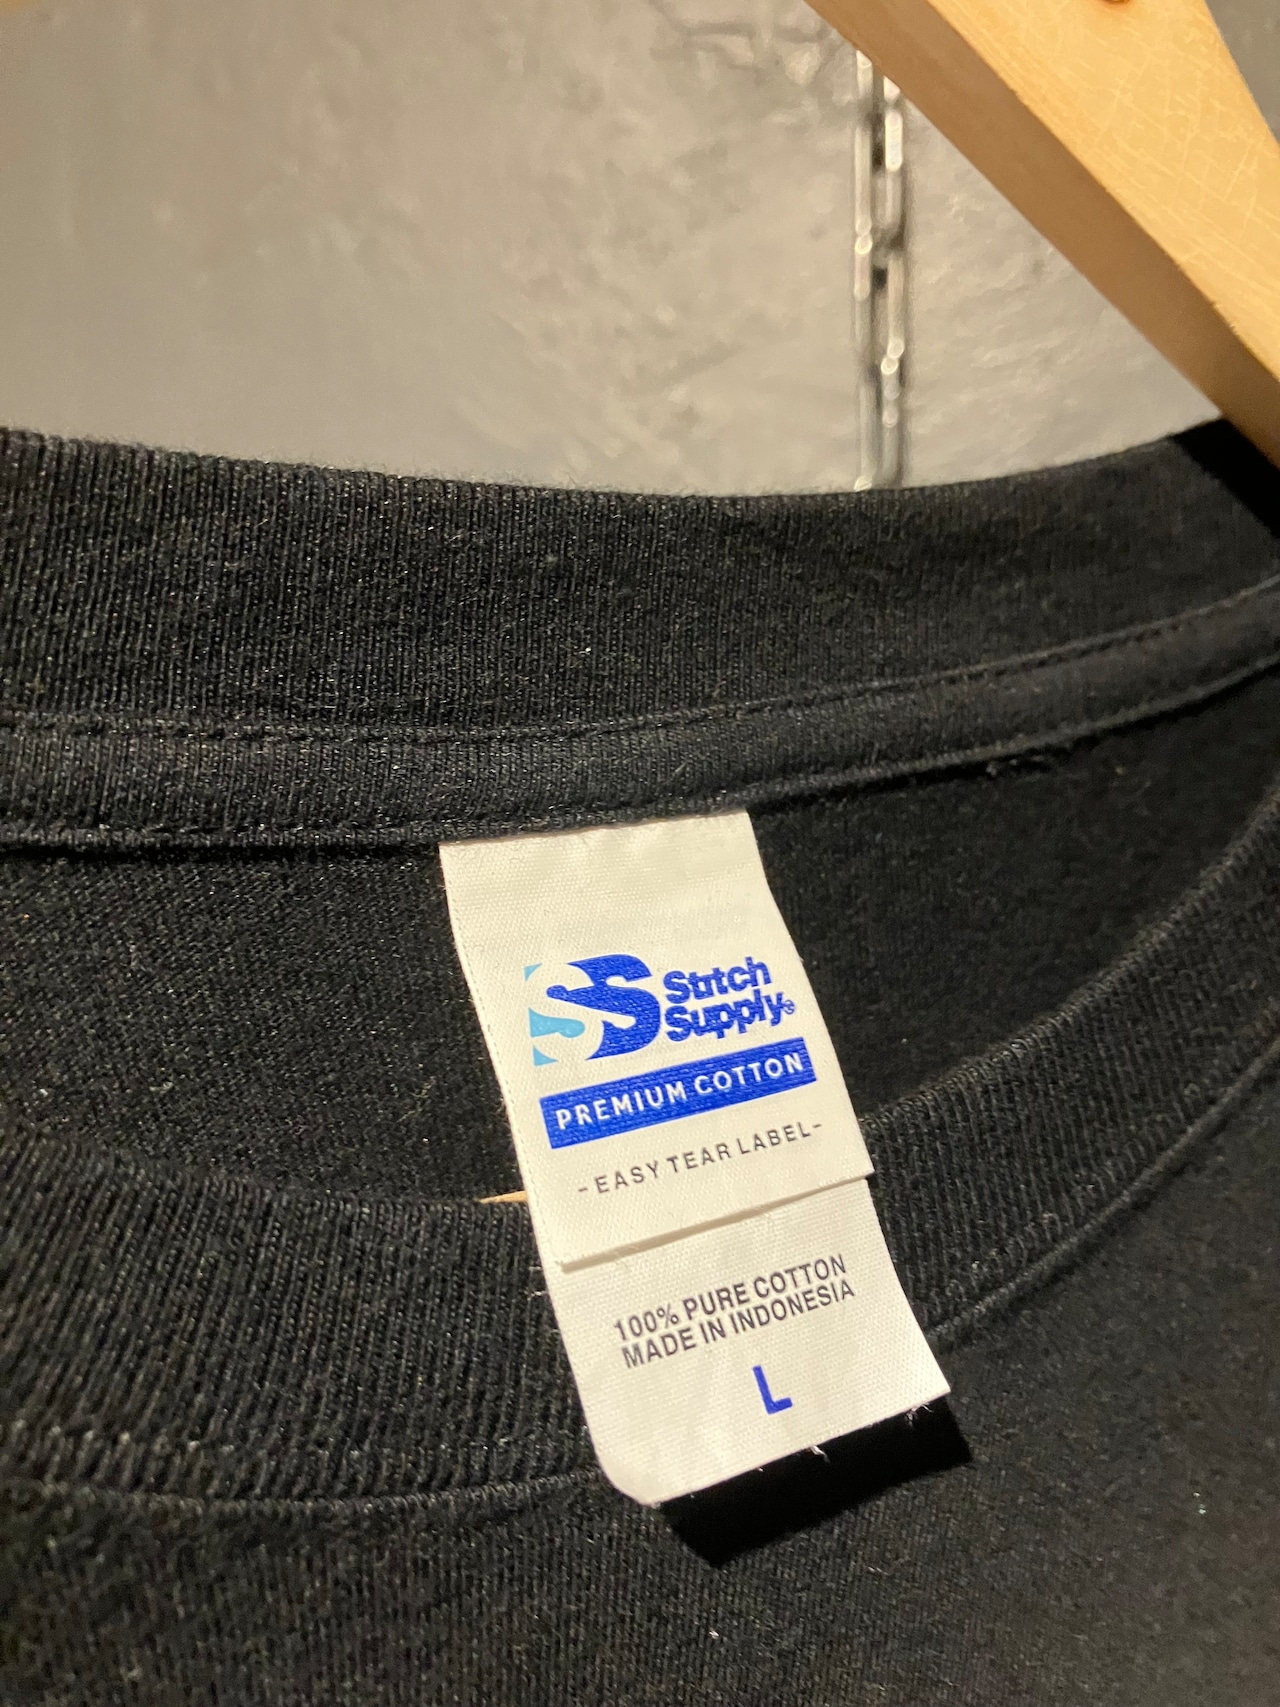 SS
Stitch
Supply®
PREMIUM COTTON
-EASY TEAR LABEL-
100% PURE COTTON
MADE IN INDONESIA
L